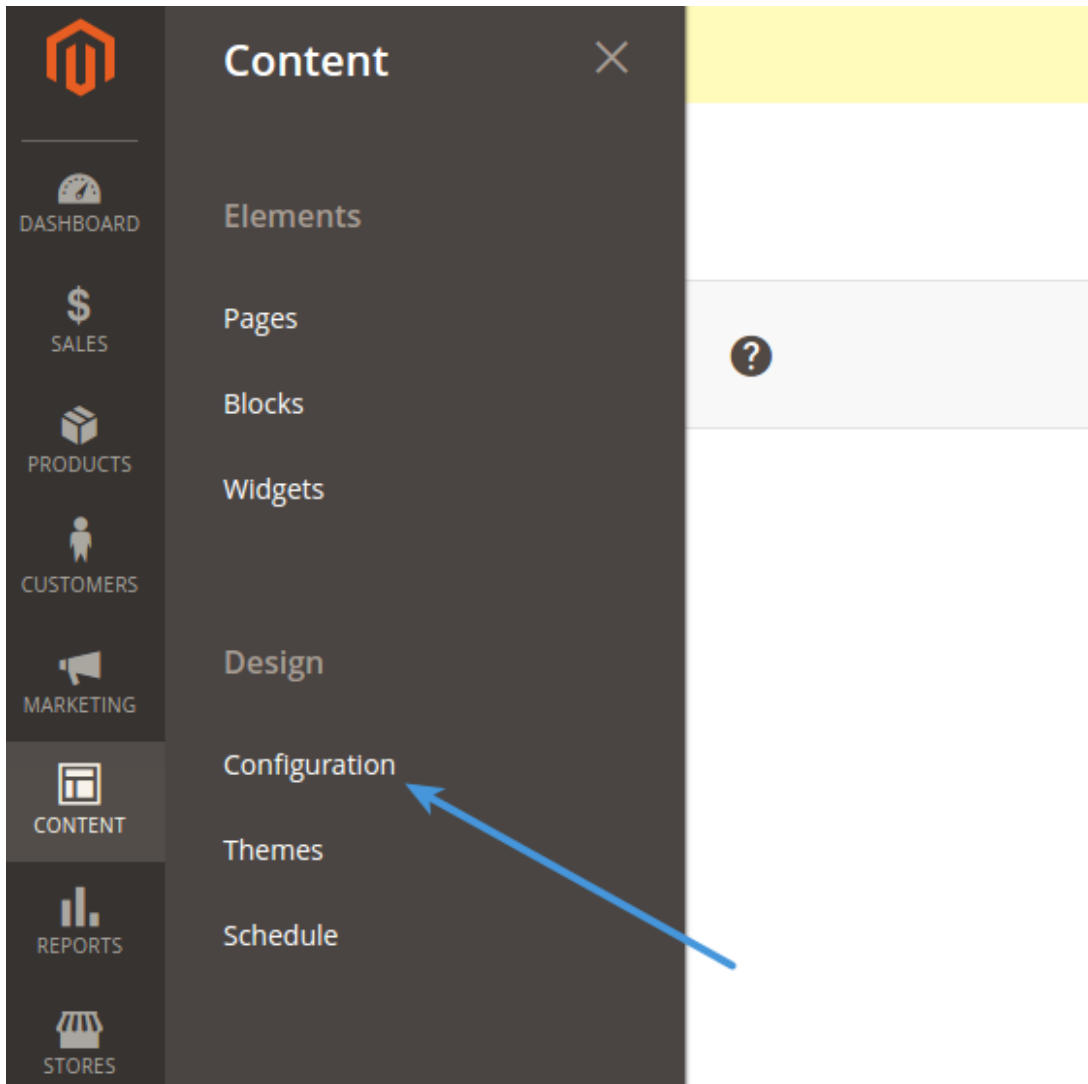 DASHBOARD
SALES
PRODUCTS
CUSTOMERS
MARKETING
CONTENT
REPORTS
STORES
Content
Elements
Pages
Blocks
Widgets
Design
Configuration
Themes
Schedule
?